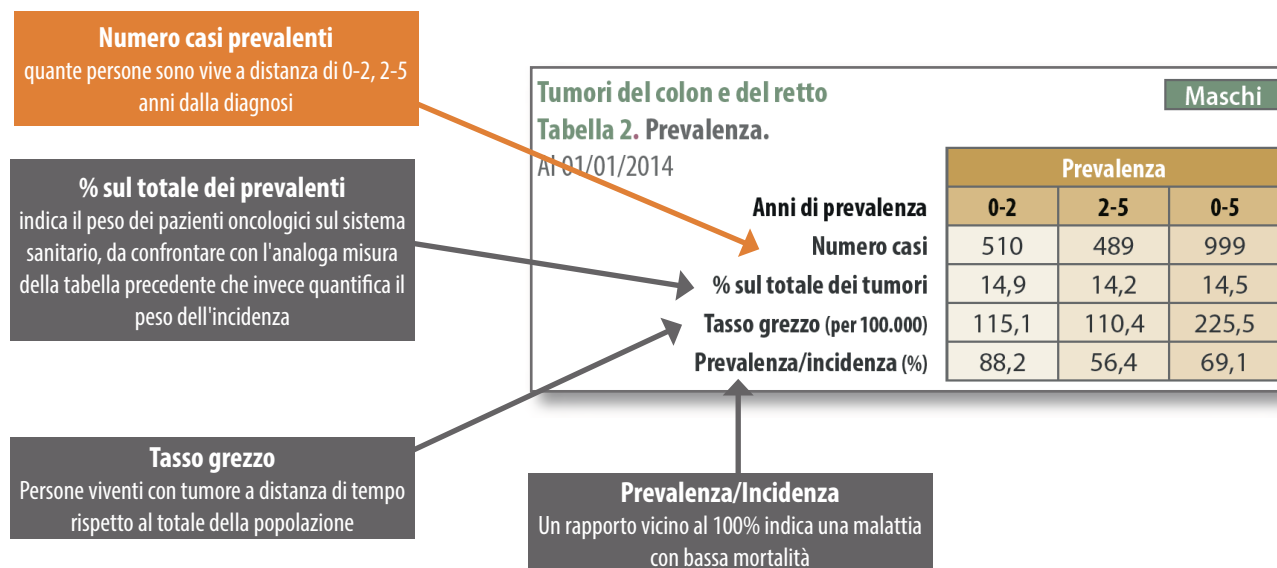 Numero casi prevalenti
quante persone sono vive a distanza di 0-2, 2-5
anni dalla diagnosi
% sul totale dei prevalenti
indica il peso dei pazienti oncologici sul sistema
sanitario, da confrontare con l'analoga misura
della tabella precedente che invece quantifica il
peso dell'incidenza
Tasso grezzo
Persone viventi con tumore a distanza di tempo
rispetto al totale della popolazione
Tumori del colon e del retto
Maschi
Tabella 2. Prevalenza.
Al 01/01/2014
Prevalenza
Anni di prevalenza 0-2 2-5 0-5
Numero casi 510 489 999
% sul totale dei tumori 14,9 14,2 14,5
Tasso grezzo (per 100.000) 115,1 110,4 225,5
Prevalenza/incidenza (%) 88,2 56,4 69,1
Prevalenza/Incidenza
Un rapporto vicino al 100% indica una malattia
con bassa mortalità